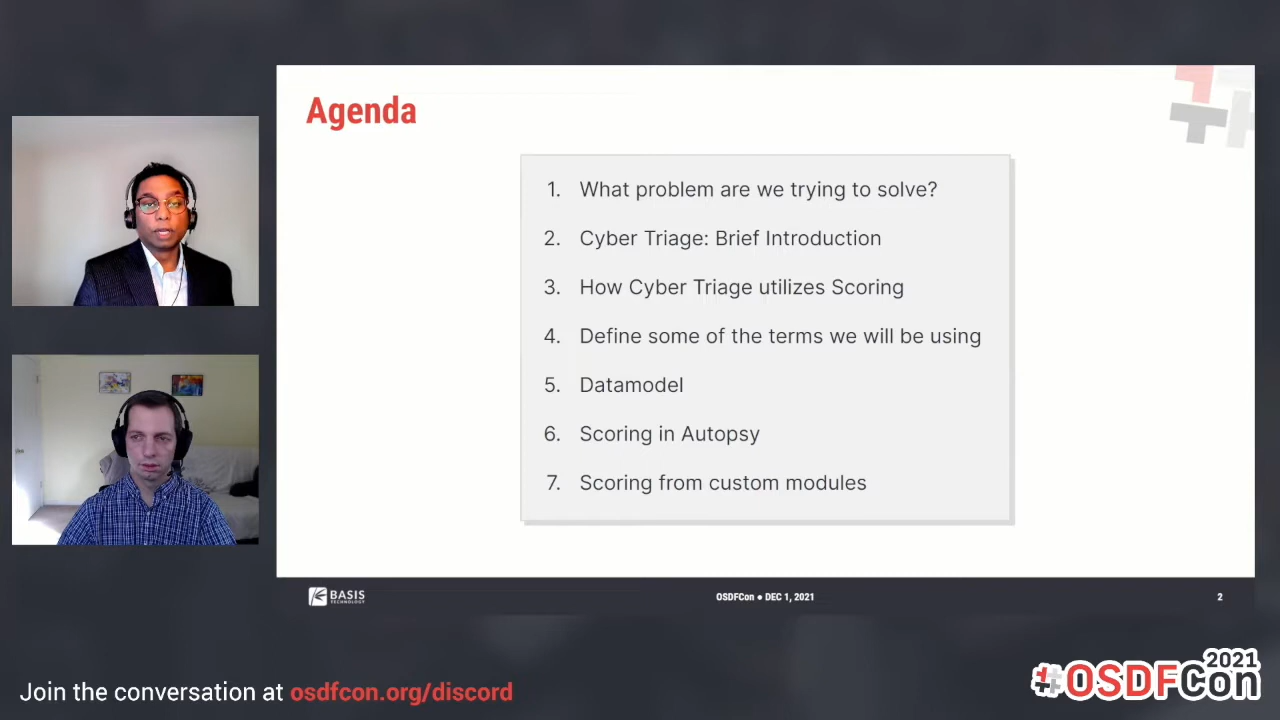 Agenda
1. What problem are we trying to solve?
2. Cyber Triage: Brief Introduction
3. How Cyber Triage utilizes Scoring
4. Define some of the terms we will be using
5. Datamodel
6. Scoring in Autopsy
7. Scoring from custom modules
BASIS
TECHNOLOGY
OSDFCon ● DEC 1, 2021
2
Join the conversation at osdfcon.org/discord
2021
OSDFCon